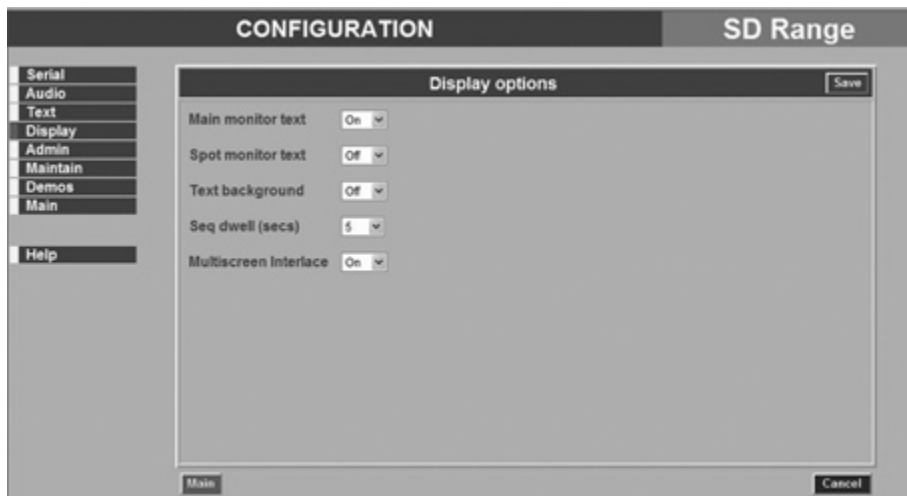 CONFIGURATION
SD Range
Serial
Audio
Text
Display
Admin
Maintain
Demos
Main
Help
Display options
Save
Main monitor text On
Spot monitor text Off
Text background Off
Seq dwell (secs) 5
Multiscreen Interlace On
Main
Cancel